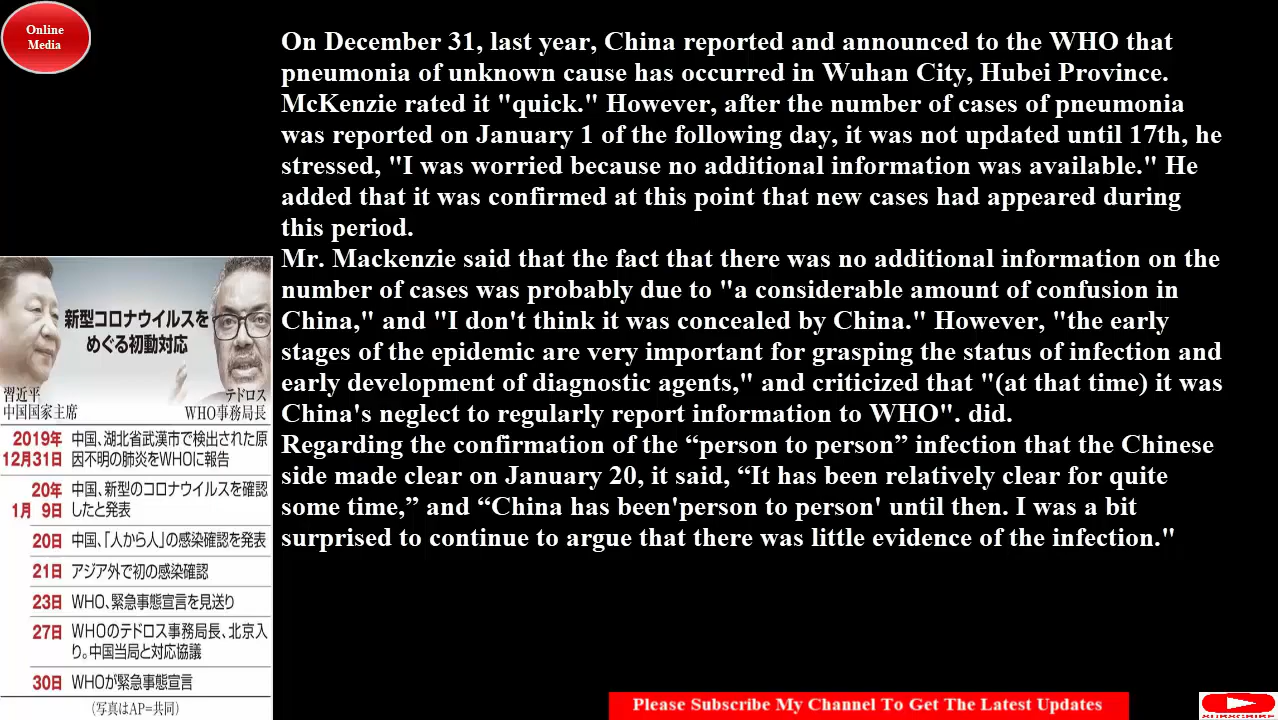 Online
Media
On December 31, last year, China reported and announced to the WHO that
pneumonia of unknown cause has occurred in Wuhan City, Hubei Province.
McKenzie rated it "quick." However, after the number of cases of pneumonia
was reported on January 1 of the following day, it was not updated until 17th, he
stressed, "I was worried because no additional information was available." He
added that it was confirmed at this point that new cases had appeared during
this period.
Mr. Mackenzie said that the fact that there was no additional information on the
number of cases was probably due to "a considerable amount of confusion in
China," and "I don't think it was concealed by China." However, "the early
stages of the epidemic are very important for grasping the status of infection and
early development of diagnostic agents," and criticized that "(at that time) it was
China's neglect to regularly report information to WHO". did.
Regarding the confirmation of the “person to person” infection that the Chinese
side made clear on January 20, it said, “It has been relatively clear for quite
some time,” and “China has been'person to person' until then. I was a bit
surprised to continue to argue that there was little evidence of the infection."
新型コロナウイルスを
めぐる初動対応
習近平
中国国家主席
テドロス
WHO事務局長
2019年 中国、湖北省武漢市で検出された原
12月31日 因不明の肺炎をWHOに報告
20年 中国、新型のコロナウイルスを確認
1月 9日 したと発表
20日 中国、「人から人」の感染確認を発表
21日 アジア外で初の感染確認
23日 WHO、緊急事態宣言を見送り
27日 WHOのテドロス事務局長、北京入
り。中国当局と対応協議
30日 WHOが緊急事態宣言
(写真はAP=共同)
Please Subscribe My Channel To Get The Latest Updates
SUBSCRIBE